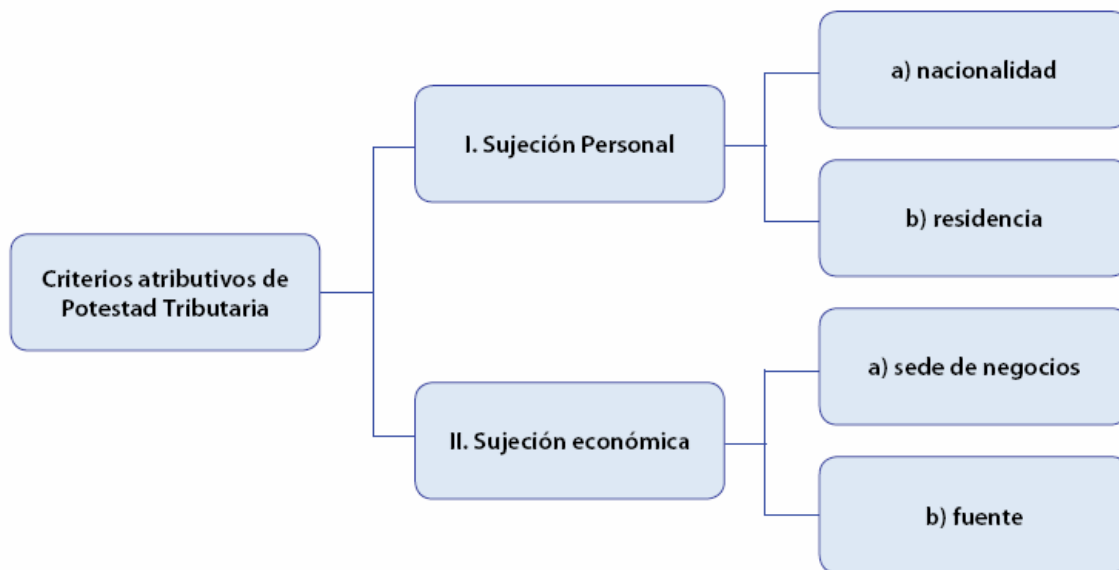 Criterios atributivos de
Potestad Tributaria
I. Sujeción Personal
a) nacionalidad
b) residencia
II. Sujeción económica
a) sede de negocios
b) fuente